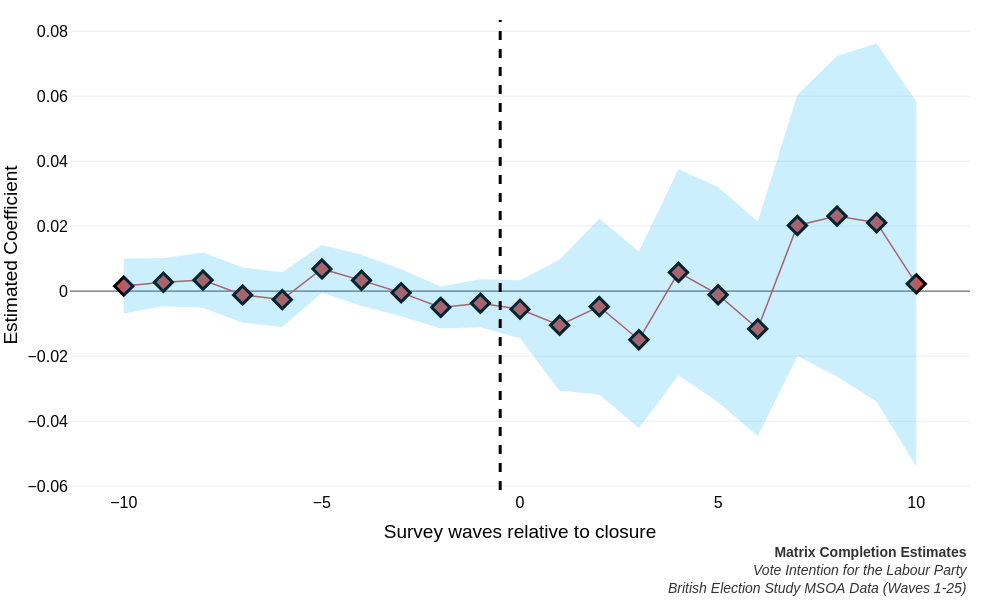 0.08
0.06
0.04
0.02
0
−0.02
−0.04
−0.06
Estimated Coefficient
−10
−5
0
5
10
Survey waves relative to closure
Matrix Completion Estimates
Vote Intention for the Labour Party
British Election Study MSOA Data (Waves 1-25)